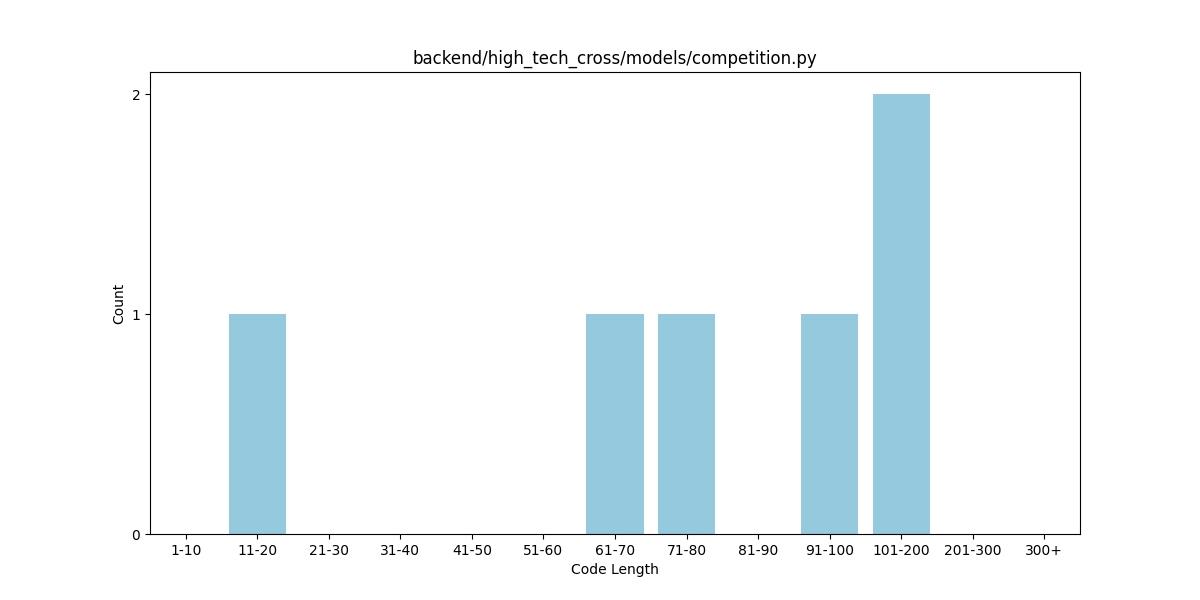 backend/high_tech_cross/models/competition.py
2
1
0
Count
1-10 11-20 21-30 31-40 41-50 51-60 61-70 71-80 81-90 91-100 101-200 201-300 300+
Code Length